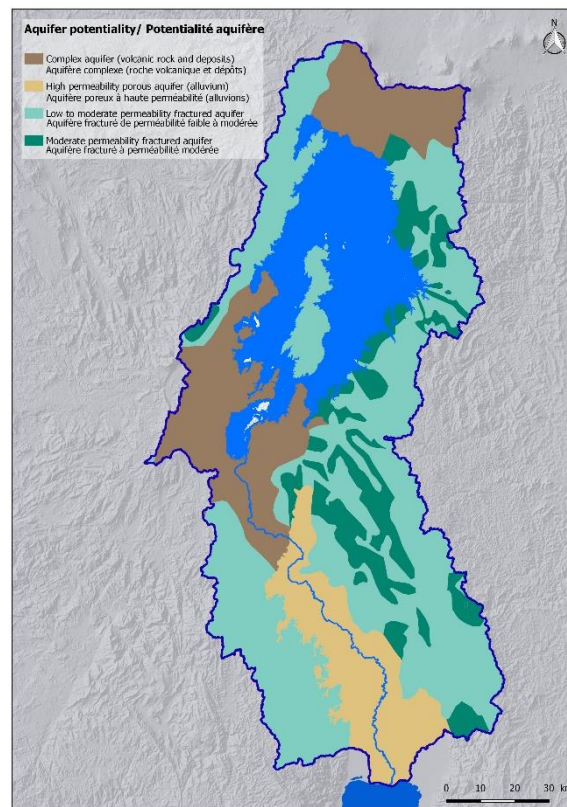 Aquifer potentiality/ Potentialité aquifère
Complex aquifer (volcanic rock and deposits)
Aquifère complexe (roche volcanique et dépôts)
High permeability porous aquifer (alluvium)
Aquifère poreux à haute perméabilité (alluvions)
Low to moderate permeability fractured aquifer
Aquifère fracturé de perméabilité faible à modérée
Moderate permeability fractured aquifer
Aquifère fracturé à perméabilité modérée
0 10 20 30 km